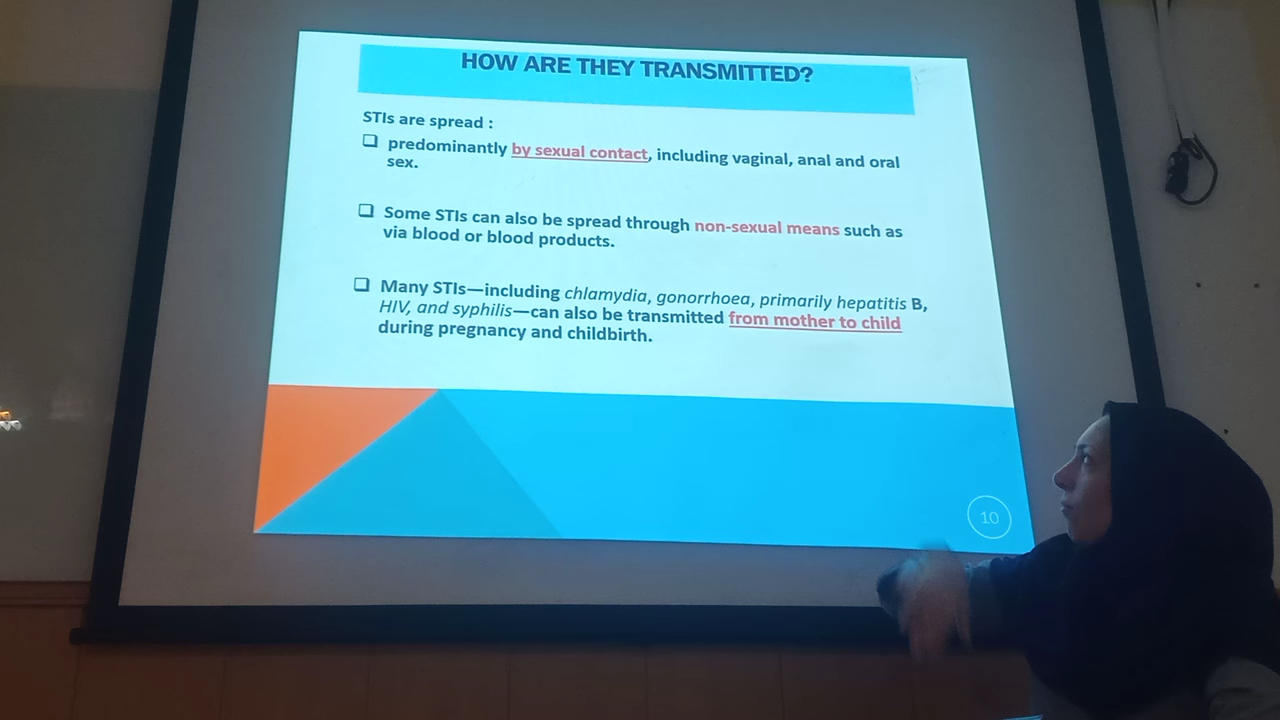 HOW ARE THEY TRANSMITTED?
STIs are spread :
❑ predominantly by sexual contact, including vaginal, anal and oral
sex.
❑ Some STIs can also be spread through non-sexual means such as
via blood or blood products.
❑ Many STIs—including chlamydia, gonorrhoea, primarily hepatitis B,
HIV, and syphilis—can also be transmitted from mother to child
during pregnancy and childbirth.
10